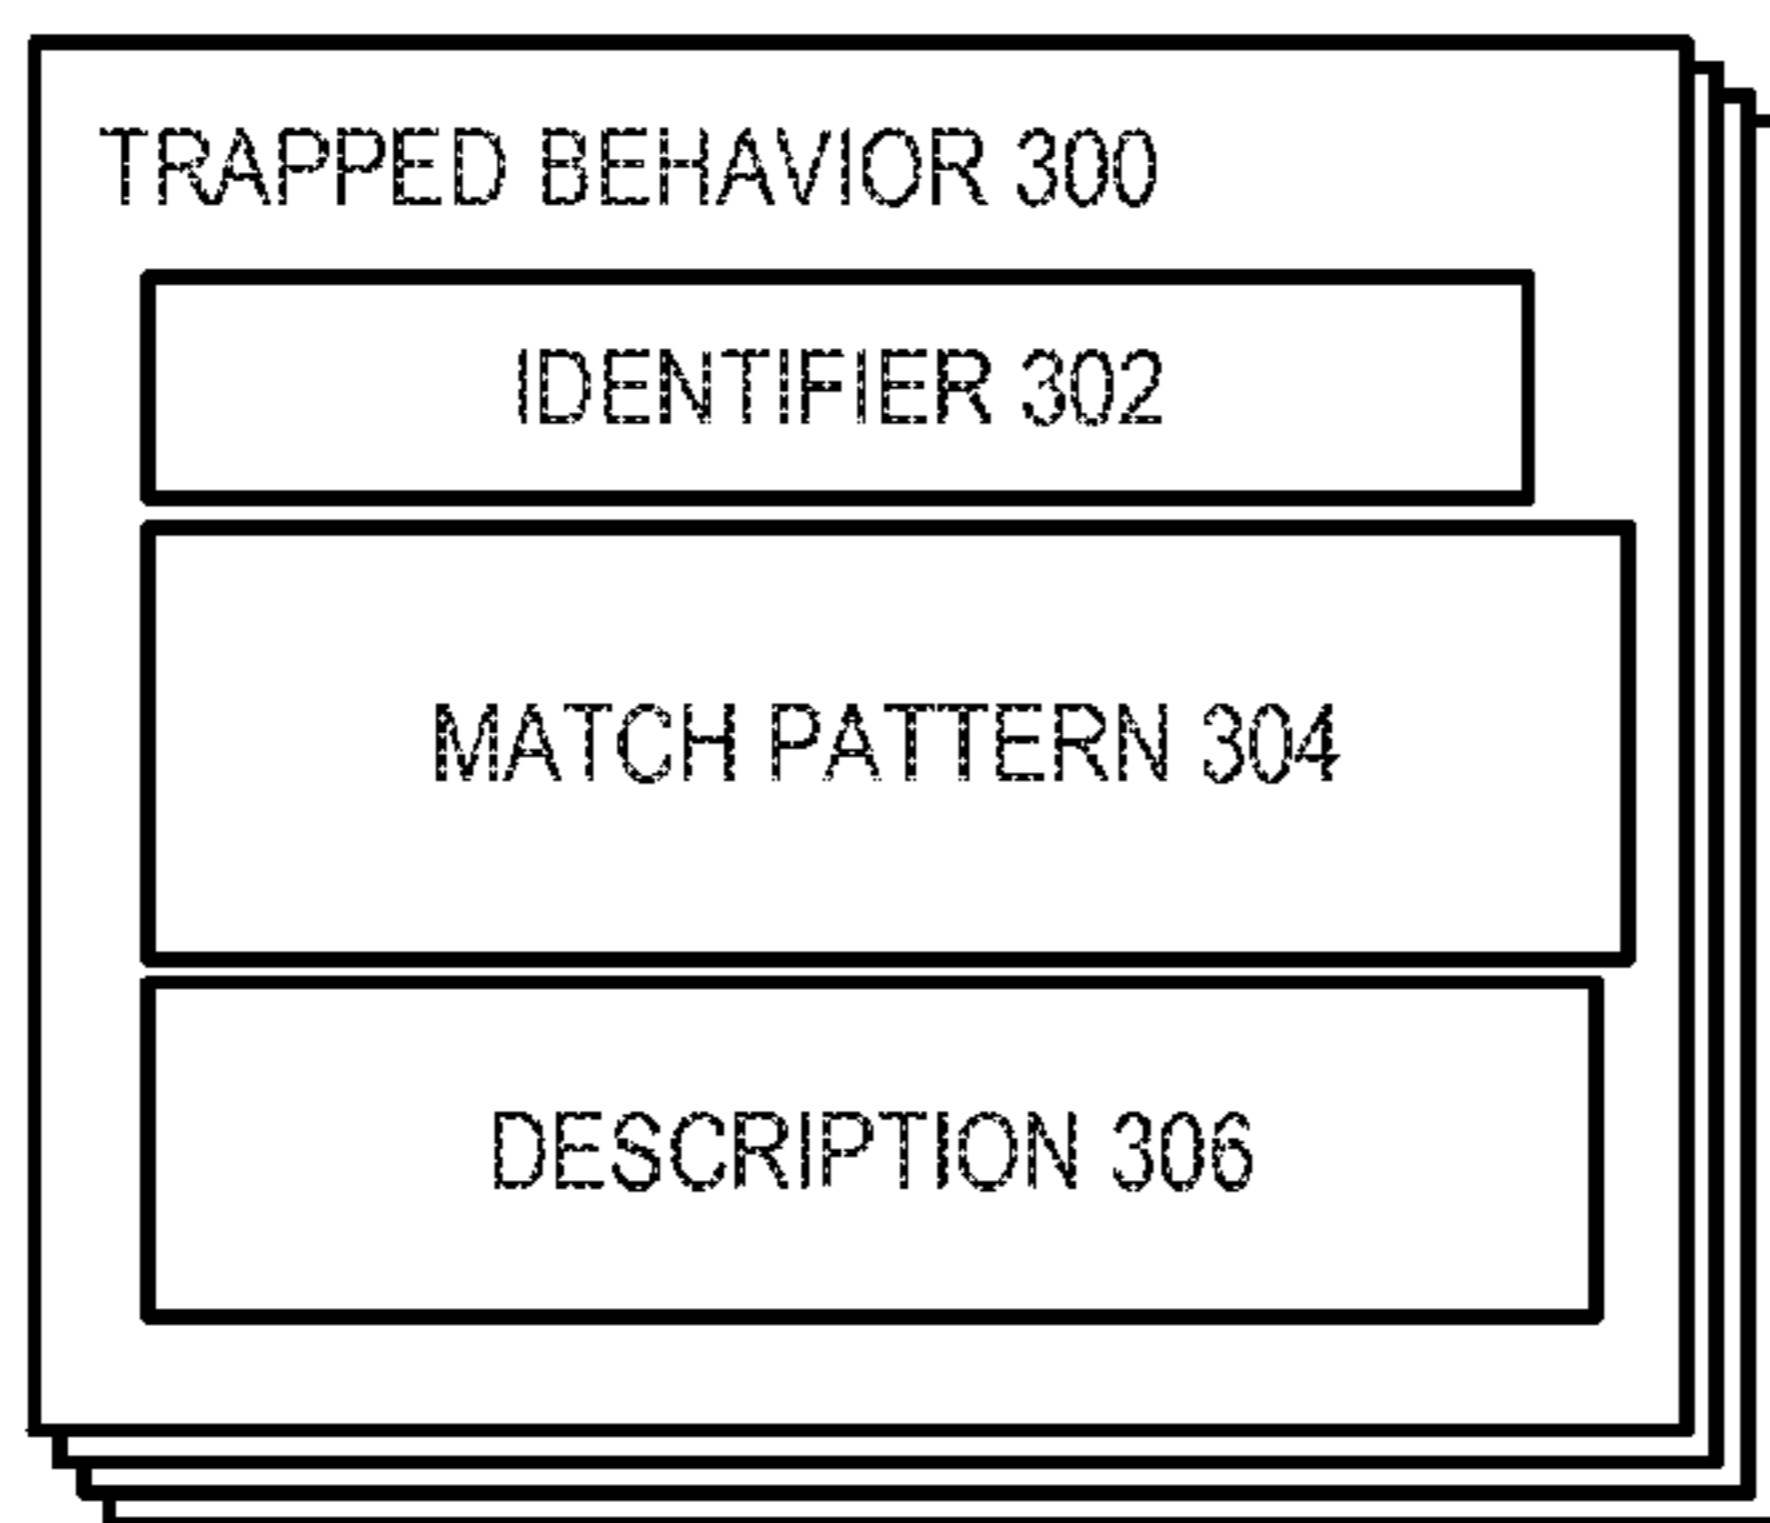 TRAPPED BEHAVIOR 300
IDENTIFIER 302
MATCH PATTERN 304
DESCRIPTION 306